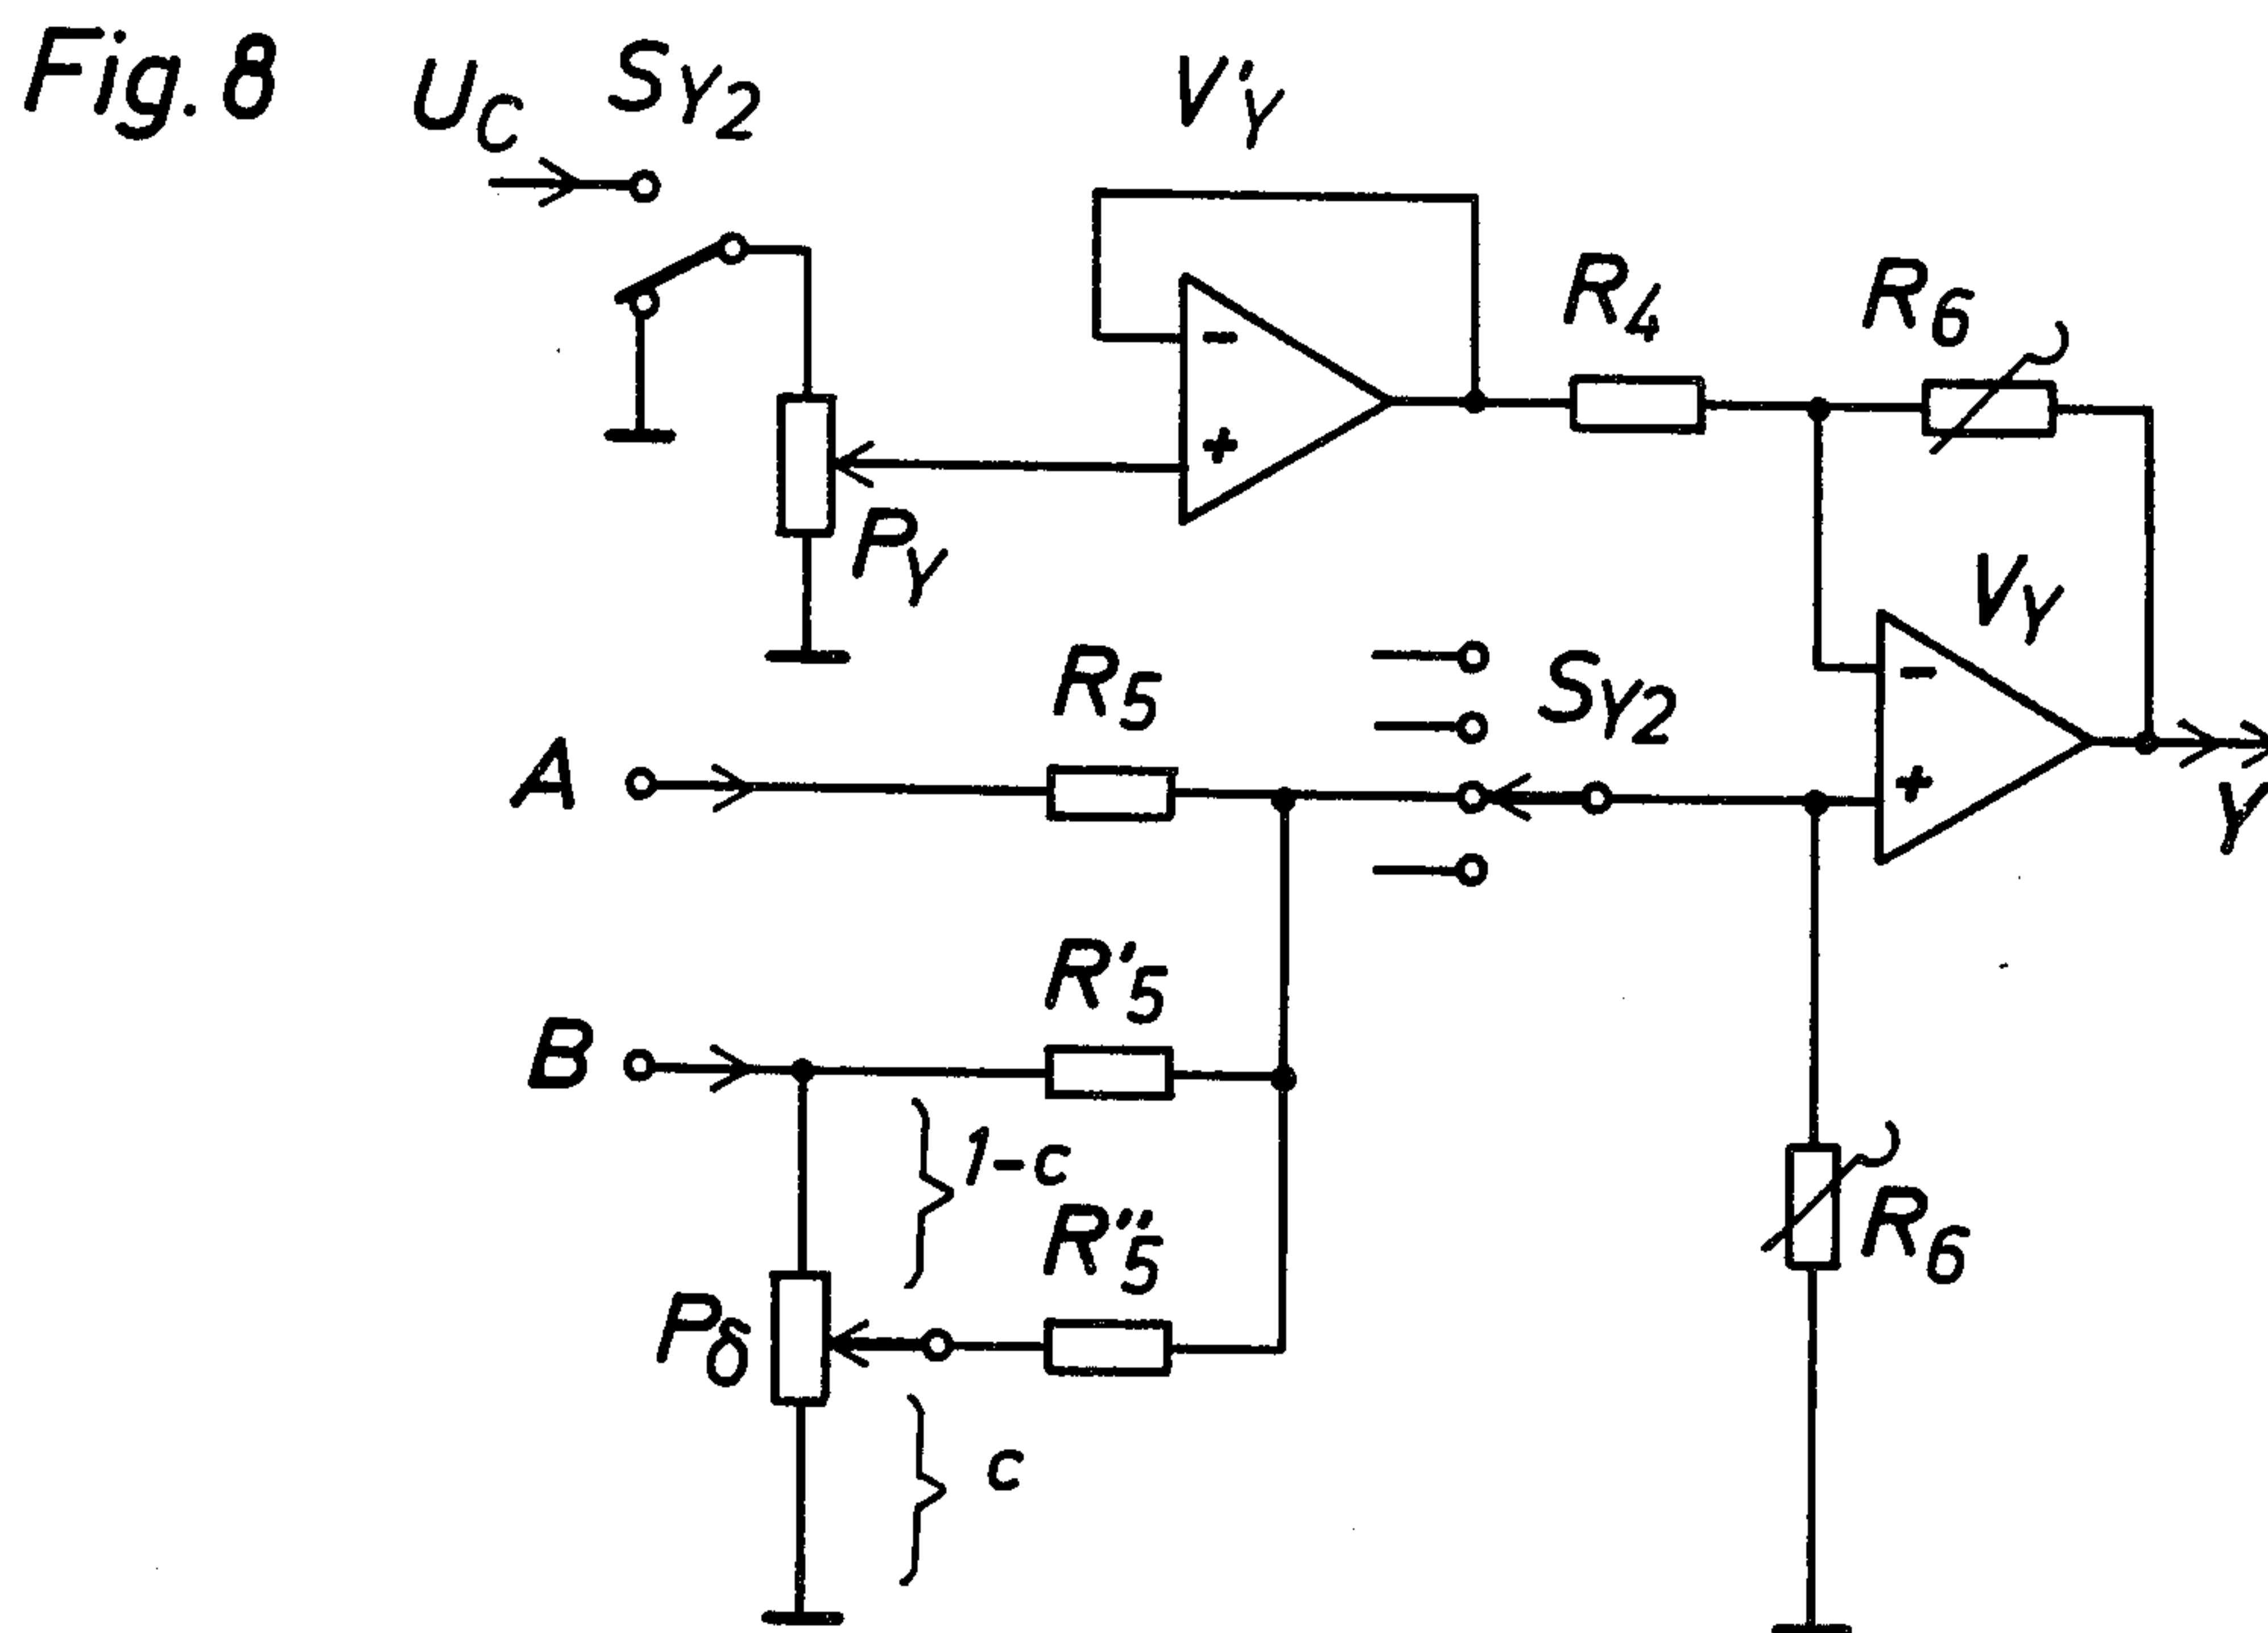 Fig. 8
U_C
S_Y2
V'_Y
R_4
R_6
-
+
P_Y
V_Y
R_5
S_Y2
-
A
+
Y
R'_5
B
1-c
R''_5
R_6
P_δ
c